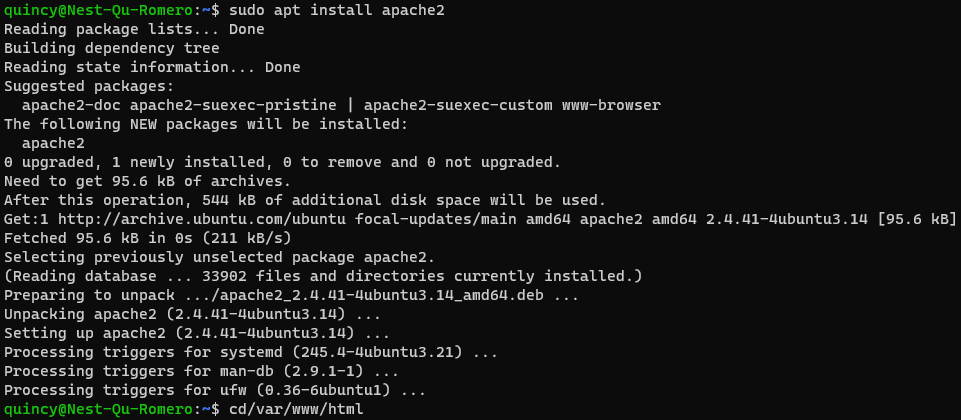 quincy@Nest-Qu-Romero:~$ sudo apt install apache2
Reading package lists... Done
Building dependency tree
Reading state information... Done
Suggested packages:
  apache2-doc apache2-suexec-pristine | apache2-suexec-custom www-browser
The following NEW packages will be installed:
  apache2
0 upgraded, 1 newly installed, 0 to remove and 0 not upgraded.
Need to get 95.6 kB of archives.
After this operation, 544 kB of additional disk space will be used.
Get:1 http://archive.ubuntu.com/ubuntu focal-updates/main amd64 apache2 amd64 2.4.41-4ubuntu3.14 [95.6 kB]
Fetched 95.6 kB in 0s (211 kB/s)
Selecting previously unselected package apache2.
(Reading database ... 33902 files and directories currently installed.)
Preparing to unpack .../apache2_2.4.41-4ubuntu3.14_amd64.deb ...
Unpacking apache2 (2.4.41-4ubuntu3.14) ...
Setting up apache2 (2.4.41-4ubuntu3.14) ...
Processing triggers for systemd (245.4-4ubuntu3.21) ...
Processing triggers for man-db (2.9.1-1) ...
Processing triggers for ufw (0.36-6ubuntu1) ...
quincy@Nest-Qu-Romero:~$ cd/var/www/html